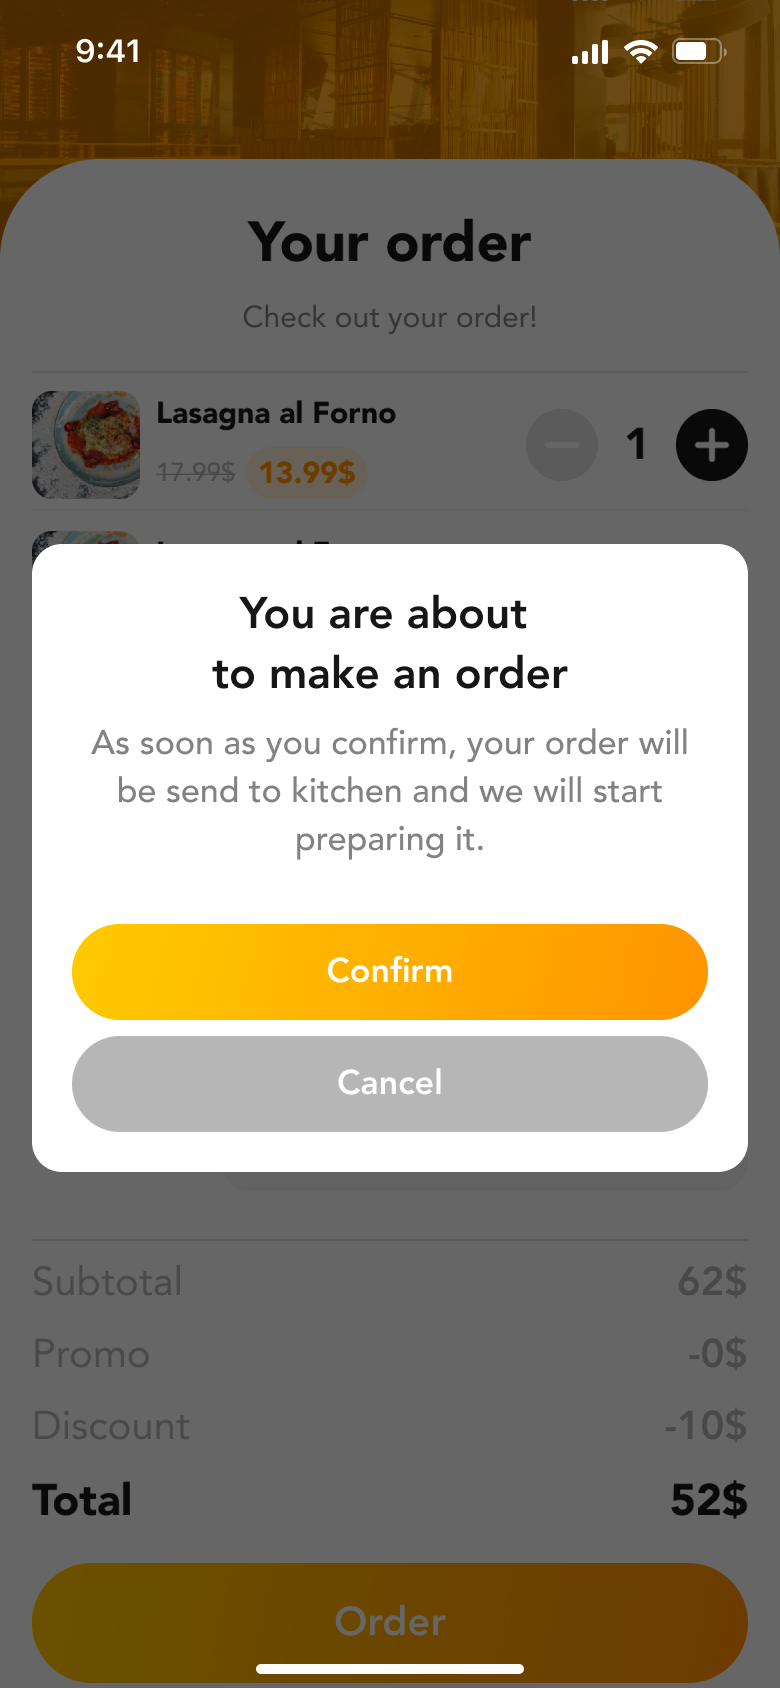 9:41
Your order
Check out your order!
Lasagna al Forno
1
17.99$ 13.99$
You are about
to make an order
As soon as you confirm, your order will
be send to kitchen and we will start
preparing it.
Confirm
Cancel
Subtotal 62$
Promo -0$
Discount -10$
Total 52$
Order